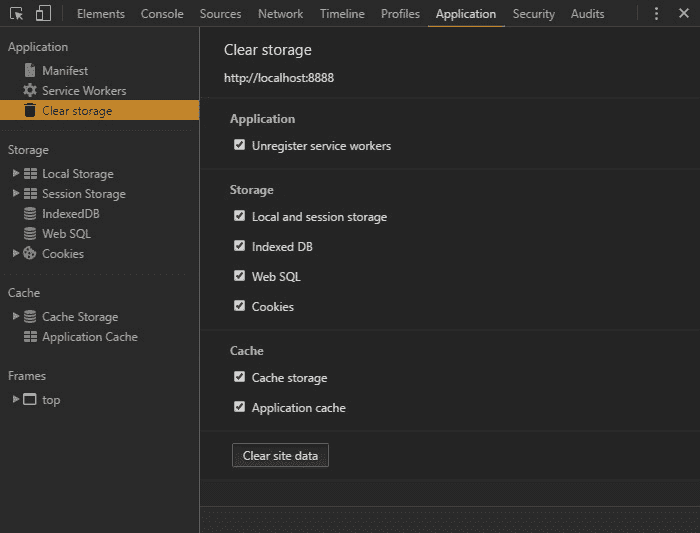 Elements Console Sources Network Timeline Profiles Application Security Audits
Application
Manifest
Service Workers
Clear storage
Storage
Local Storage
Session Storage
IndexedDB
Web SQL
Cookies
Cache
Cache Storage
Application Cache
Frames
top
Clear storage
http://localhost:8888
Application
Unregister service workers
Storage
Local and session storage
Indexed DB
Web SQL
Cookies
Cache
Cache storage
Application cache
Clear site data